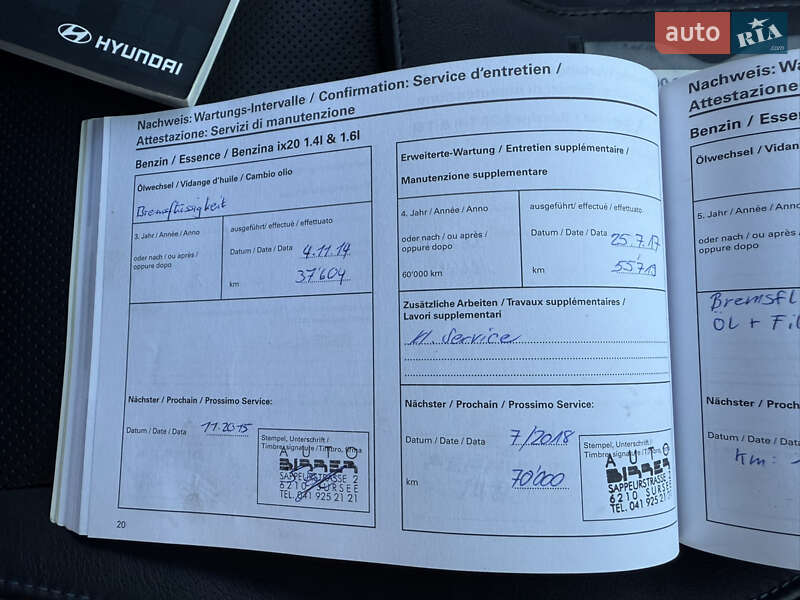 HYUNDAI
auto RIA
.com
Nachweis: Wartungs-Intervalle / Confirmation: Service d'entretien /
Attestazione: Servizi di manutenzione
Benzin / Essence / Benzina ix20 1.4l & 1.6l
Ölwechsel / Vidange d'huile / Cambio olio
Bremsflüssigkeit
3. Jahr / Année / Anno
oder nach / ou après /
oppure dopo
ausgeführt/ effectué / effettuato
Datum / Date / Data 4.11.14
km 37'604
Nächster / Prochain / Prossimo Service:
Datum / Date / Data 11.2015
Stempel, Unterschrift /
Timbre, signature / Timbro, firma
AUTO
BIRRER
SAPPEURSTRASSE 2
6210 SURSEE
TEL. 041 925 21 21
20
Erweiterte-Wartung / Entretien supplémentaire /
Manutenzione supplementare
4. Jahr / Année / Anno
oder nach / ou après /
oppure dopo
60'000 km
ausgeführt/ effectué / effettuato
Datum / Date / Data 25.7.17
km 55'719
Zusätzliche Arbeiten / Travaux supplémentaires /
Lavori supplementari
kl. Service
Nächster / Prochain / Prossimo Service:
Datum / Date / Data 7/2018
km 70'000
Stempel, Unterschrift /
Timbre, signature / Timbro, firma
AUTO
BIRRER
SAPPEURSTRASSE
6210 SURSEE
TEL. 041 925 21
Nachweis: Wa
Attestazione
Benzin / Esse
Ölwechsel / Vidan
5. Jahr / Année / Anno
oder nach / ou après /
oppure dopo
Bremsfl
Öl + Fil
Nächster / Prochain
Datum / Date / Data
km: